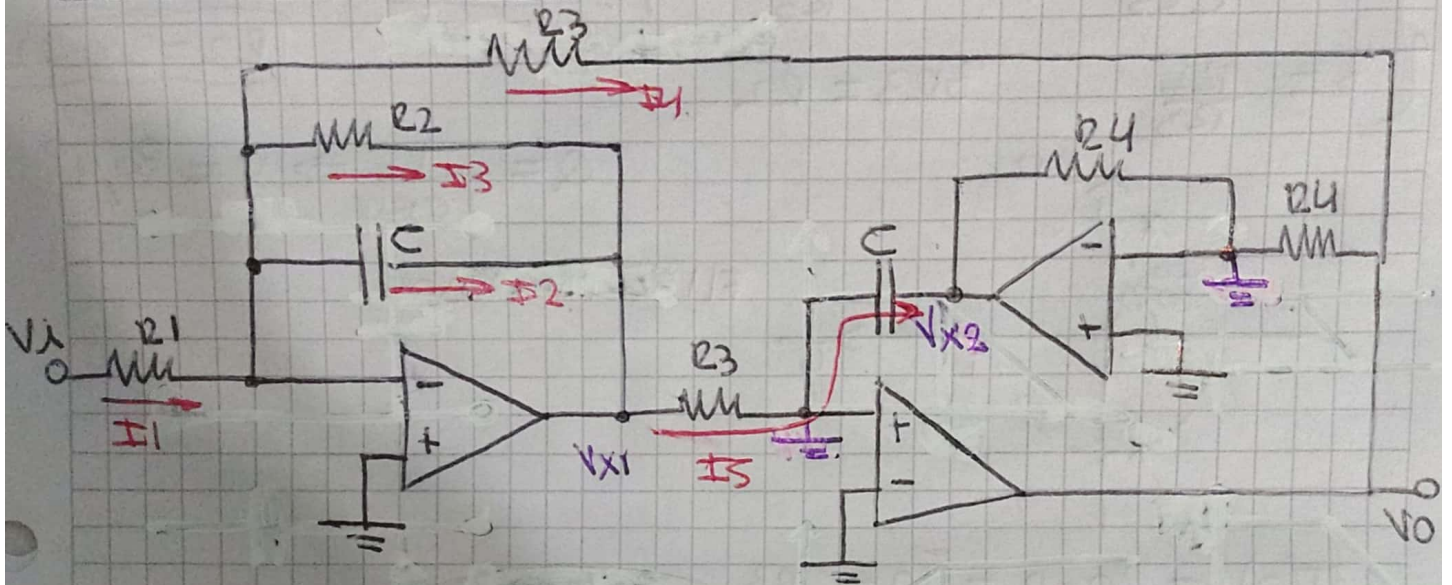 R3
I4
R2
I3
R4
R4
C
C
I2
Vi
R1
I1
-
+
Vx1
R3
I5
Vx2
-
+
+
-
Vo